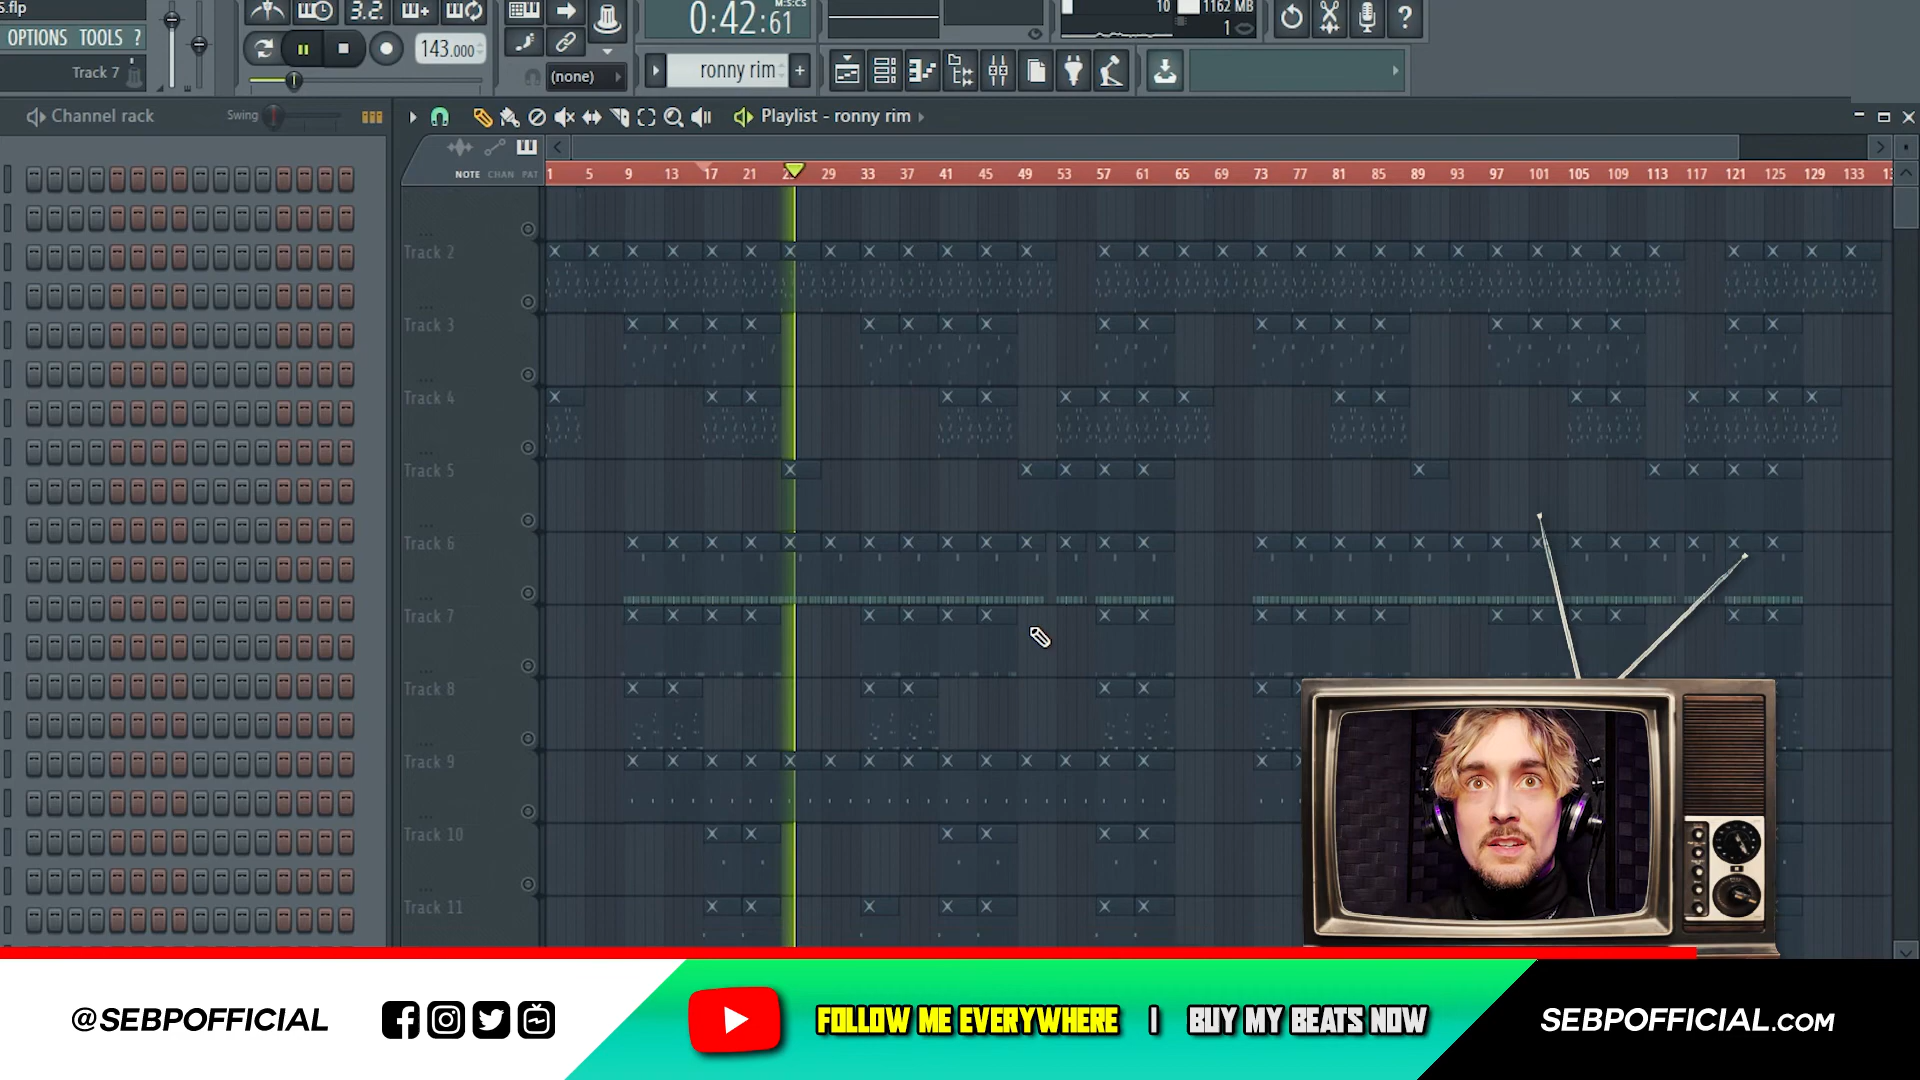 S.flp
OPTIONS TOOLS ?
Track 7
3.2.
143.000
0:42:61
M:S:CS
10
1162 MB
1
(none)
ronny rim
Channel rack
Swing
Playlist - ronny rim
NOTE CHAN PAT
1 5 9 13 17 21 29 33 37 41 45 49 53 57 61 65 69 73 77 81 85 89 93 97 101 105 109 113 117 121 125 129 133
Track 2
Track 3
Track 4
Track 5
Track 6
Track 7
Track 8
Track 9
Track 10
Track 11
@SEBPOFFICIAL
FOLLOW ME EVERYWHERE | BUY MY BEATS NOW
SEBPOFFICIAL.COM